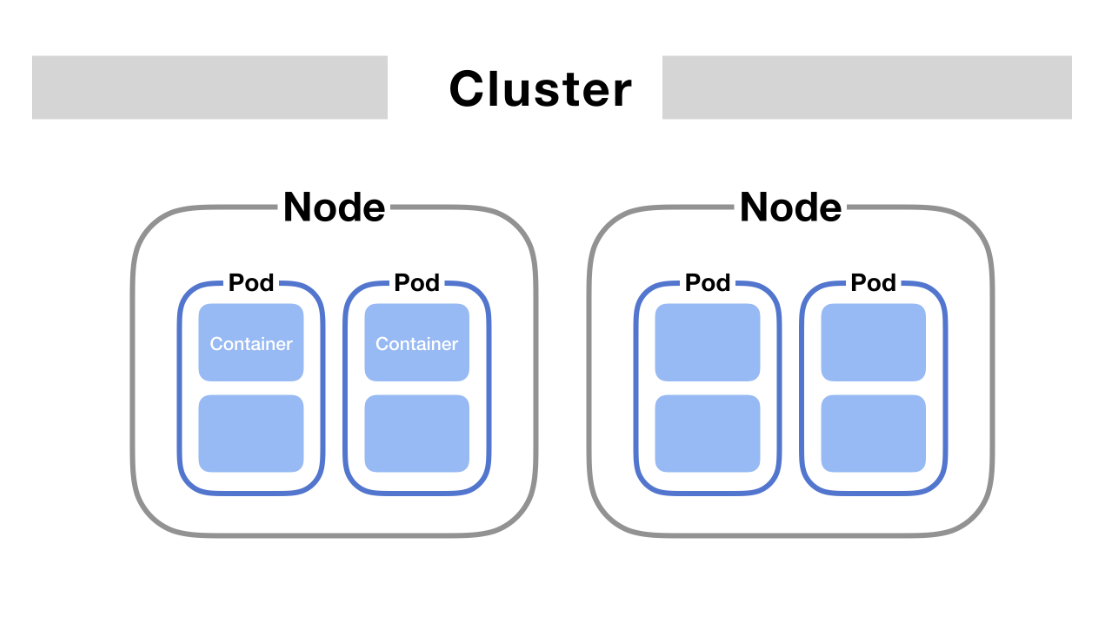 Cluster
Node
Node
Pod
Pod
Pod
Pod
Container
Container